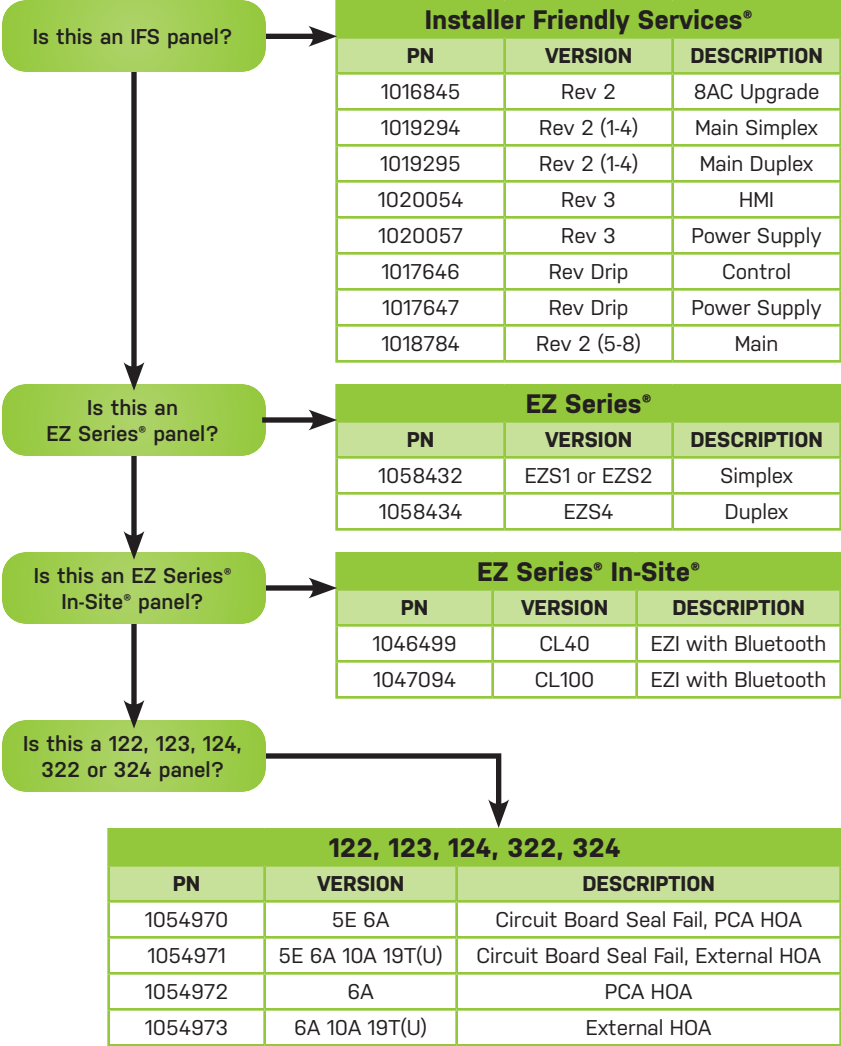 Is this an IFS panel?
Installer Friendly Services®
PN VERSION DESCRIPTION
1016845 Rev 2 8AC Upgrade
1019294 Rev 2 (1-4) Main Simplex
1019295 Rev 2 (1-4) Main Duplex
1020054 Rev 3 HMI
1020057 Rev 3 Power Supply
1017646 Rev Drip Control
1017647 Rev Drip Power Supply
1018784 Rev 2 (5-8) Main
Is this an
EZ Series® panel?
EZ Series®
PN VERSION DESCRIPTION
1058432 EZS1 or EZS2 Simplex
1058434 EZS4 Duplex
Is this an EZ Series®
In-Site® panel?
EZ Series® In-Site®
PN VERSION DESCRIPTION
1046499 CL40 EZI with Bluetooth
1047094 CL100 EZI with Bluetooth
Is this a 122, 123, 124,
322 or 324 panel?
122, 123, 124, 322, 324
PN VERSION DESCRIPTION
1054970 5E 6A Circuit Board Seal Fail, PCA HOA
1054971 5E 6A 10A 19T(U) Circuit Board Seal Fail, External HOA
1054972 6A PCA HOA
1054973 6A 10A 19T(U) External HOA